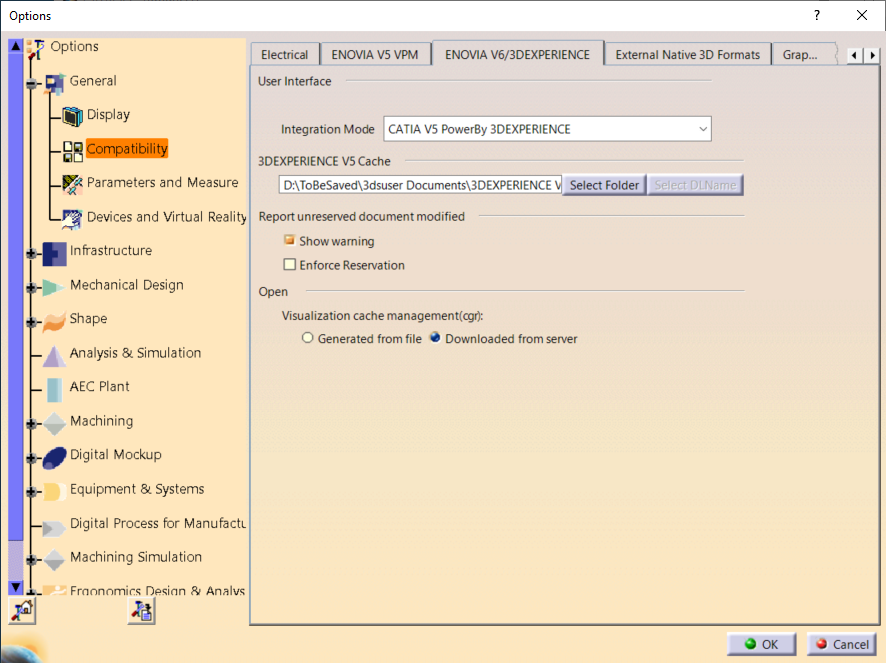 Options
?
Options
General
Display
Compatibility
Parameters and Measure
Devices and Virtual Reality
Infrastructure
Mechanical Design
Shape
Analysis & Simulation
AEC Plant
Machining
Digital Mockup
Equipment & Systems
Digital Process for Manufactu
Machining Simulation
Ergonomics Design & Analys
Electrical ENOVIA V5 VPM ENOVIA V6/3DEXPERIENCE External Native 3D Formats Grap...
User Interface
Integration Mode CATIA V5 PowerBy 3DEXPERIENCE
3DEXPERIENCE V5 Cache
D:\ToBeSaved\3dsuser Documents\3DEXPERIENCE V Select Folder Select DLName
Report unreserved document modified
Show warning
Enforce Reservation
Open
Visualization cache management(cgr):
Generated from file Downloaded from server
OK Cancel